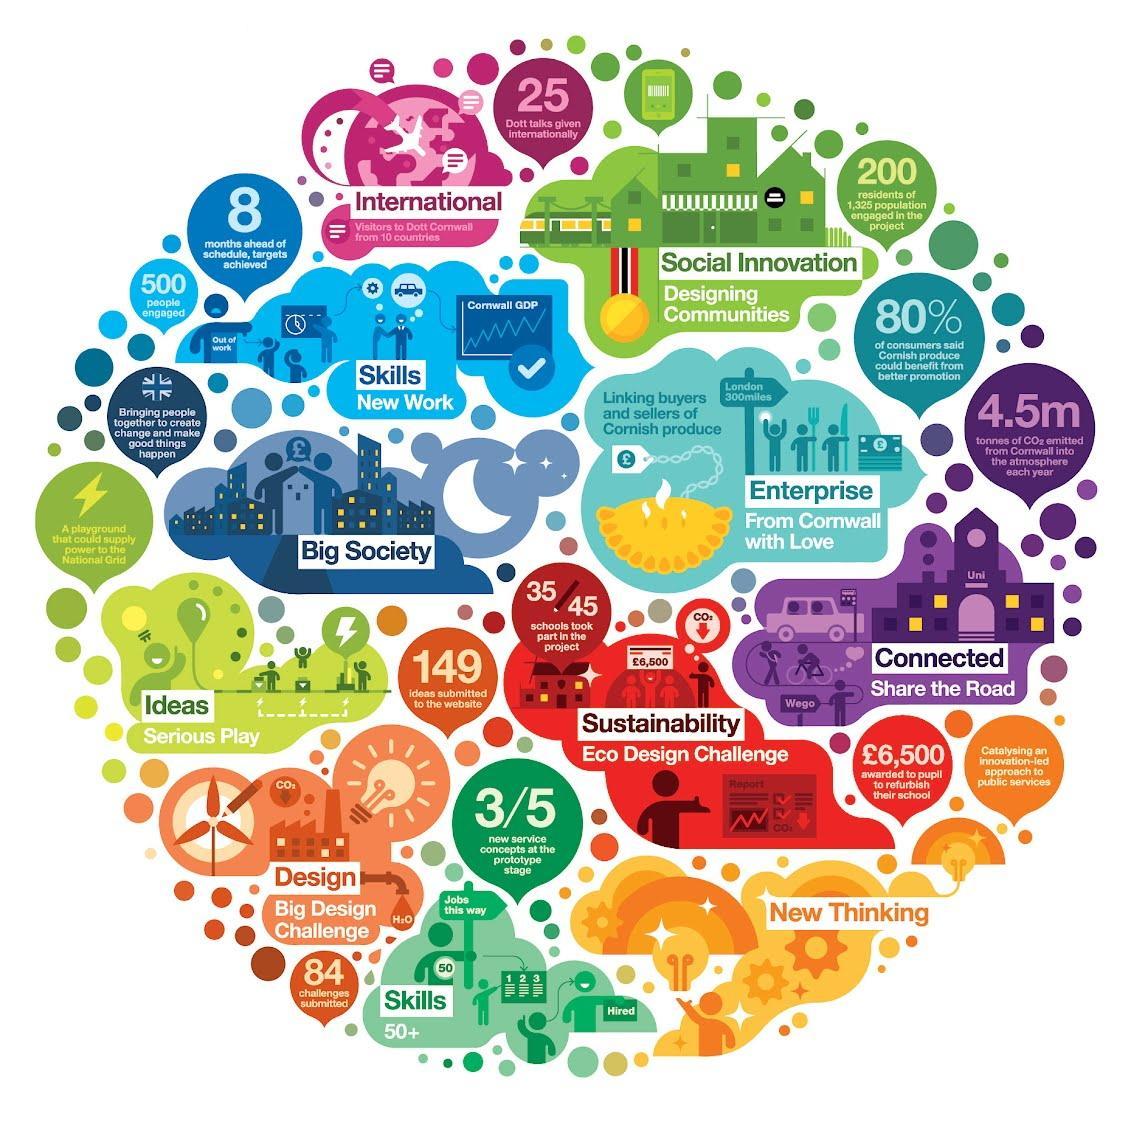 25
Dott talks given
internationally
International
Visitors to Dott Cornwall
from 10 countries
200
residents of
1,325 population
engaged in the
project
8
months ahead of
schedule, targets
achieved
Social Innovation
Designing
Communities
500
people
engaged
Out of
work
Cornwall GDP
Skills
New Work
80%
of consumers said
Cornish produce
could benefit from
better promotion
Bringing people
together to create
change and make
good things
happen
Linking buyers
and sellers of
Cornish produce
London
300miles
£
£
Enterprise
From Cornwall
with Love
4.5m
tonnes of CO₂ emitted
from Cornwall into
the atmosphere
each year
£
Big Society
A playground
that could supply
power to the
National Grid
Uni
Connected
Share the Road
Wego
35/45
schools took
part in the
project
CO₂
£6,500
Sustainability
Eco Design Challenge
Report
CO₂
149
ideas submitted
to the website
Ideas
Serious Play
£6,500
awarded to pupil
to refurbish
their school
Catalysing an
innovation-led
approach to
public services
CO₂
Design
Big Design
Challenge
H₂O
3/5
new service
concepts at the
prototype
stage
New Thinking
84
challenges
submitted
Jobs
this way
50
1 2 3
Hired
Skills
50+